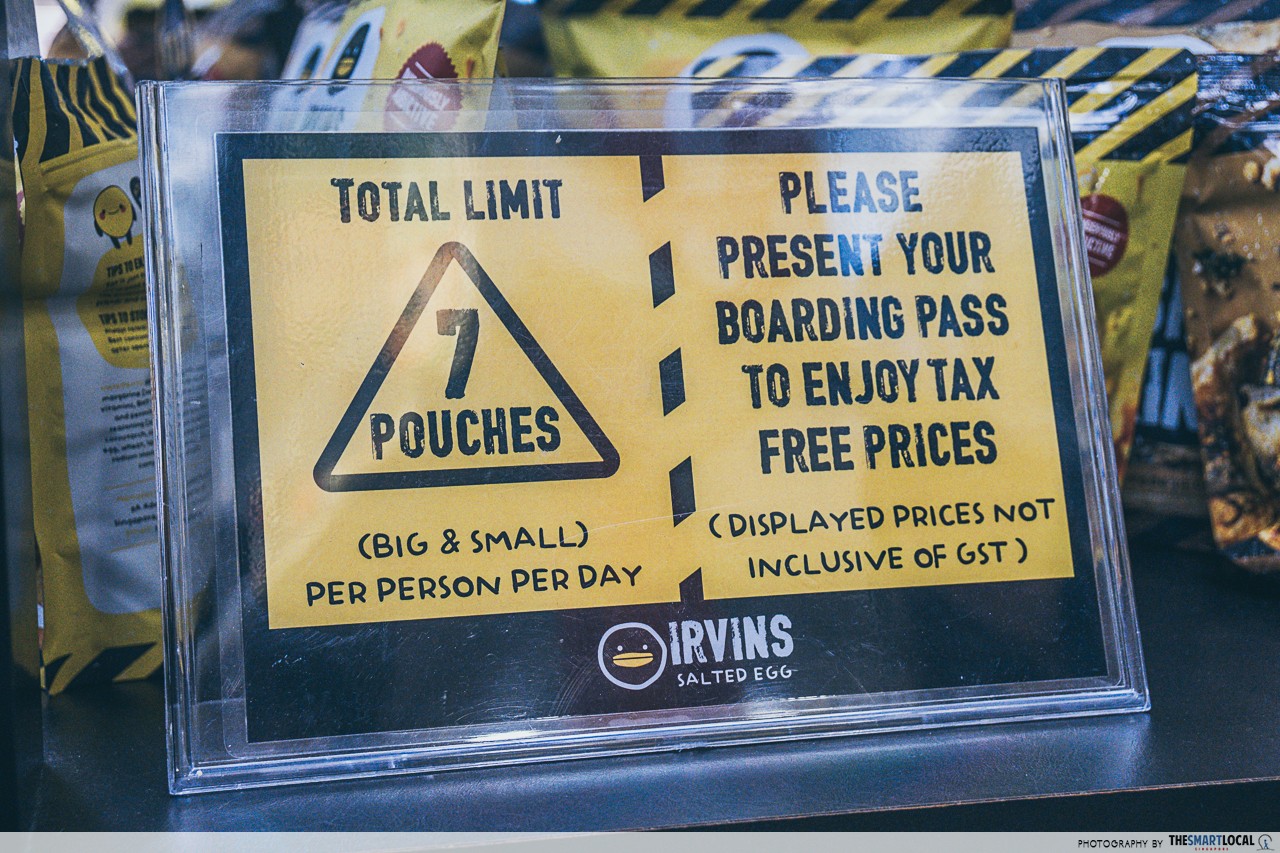 TOTAL LIMIT
7
POUCHES
(BIG & SMALL)
PER PERSON PER DAY
PLEASE
PRESENT YOUR
BOARDING PASS
TO ENJOY TAX
FREE PRICES
(DISPLAYED PRICES NOT
INCLUSIVE OF GST)
IRVINS
SALTED EGG
PHOTOGRAPHY BY THESMARTLOCAL
SINGAPORE